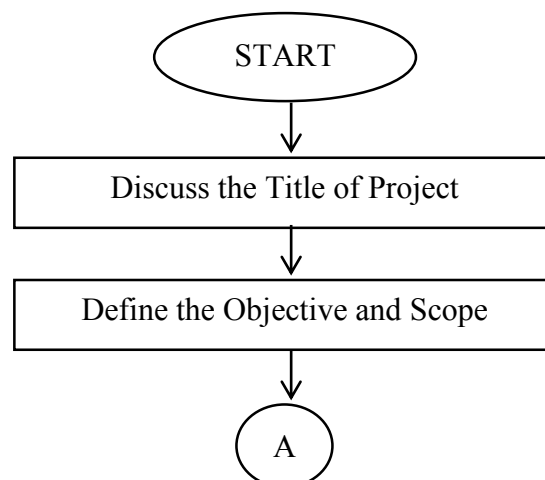 START
Discuss the Title of Project
Define the Objective and Scope
A